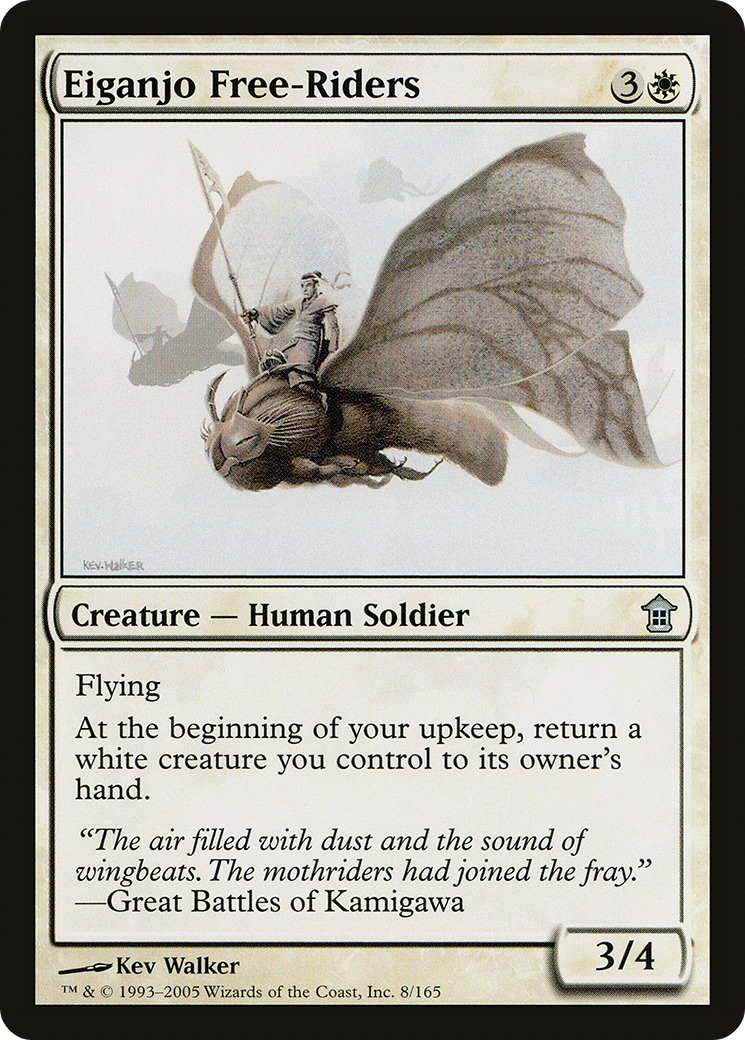 Eiganjo Free-Riders 3
KEV.WALKER
Creature — Human Soldier
Flying
At the beginning of your upkeep, return a
white creature you control to its owner’s
hand.
“The air filled with dust and the sound of
wingbeats. The mothriders had joined the fray.”
—Great Battles of Kamigawa
3/4
Kev Walker
™ & © 1993–2005 Wizards of the Coast, Inc. 8/165